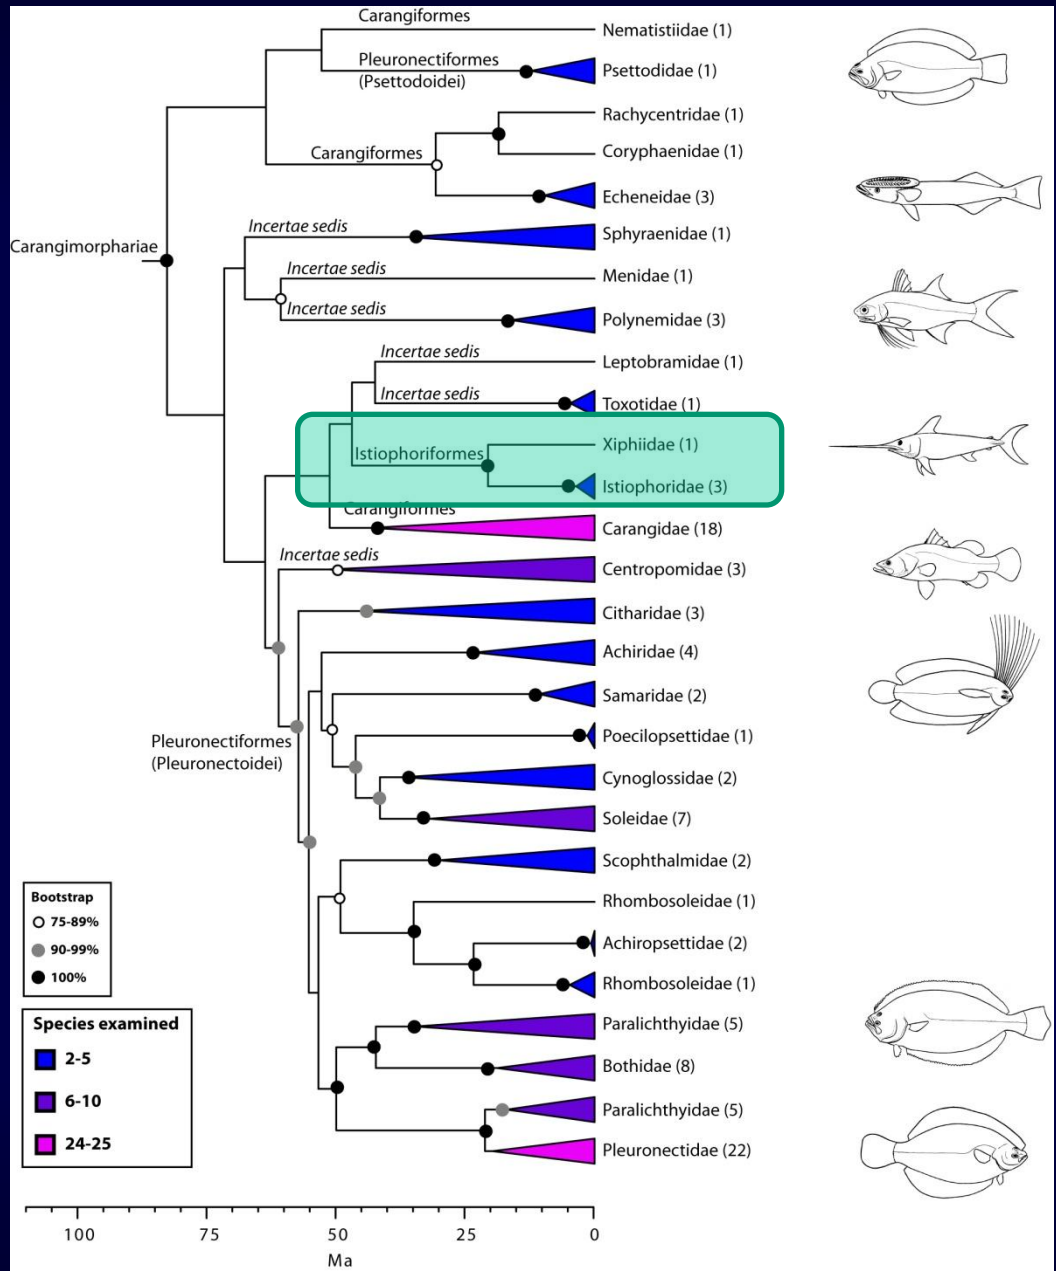 Carangiformes
Nematistiidae (1)
Pleuronectiformes
(Psettodoidei)
Psettodidae (1)
Rachycentridae (1)
Carangiformes
Coryphaenidae (1)
Echeneidae (3)
Incertae sedis
Sphyraenidae (1)
Carangimorphariae
Incertae sedis
Menidae (1)
Incertae sedis
Polynemidae (3)
Incertae sedis
Leptobramidae (1)
Incertae sedis
Toxotidae (1)
Istiophoriformes
Xiphiidae (1)
Istiophoridae (3)
Carangiformes
Carangidae (18)
Incertae sedis
Centropomidae (3)
Citharidae (3)
Achiridae (4)
Samaridae (2)
Pleuronectiformes
(Pleuronectoidei)
Poecilopsettidae (1)
Cynoglossidae (2)
Soleidae (7)
Scophthalmidae (2)
Rhombosoleidae (1)
Achiropsettidae (2)
Rhombosoleidae (1)
Paralichthyidae (5)
Bothidae (8)
Paralichthyidae (5)
Pleuronectidae (22)
Bootstrap
75-89%
90-99%
100%
Species examined
2-5
6-10
24-25
100 75 50 25 0
Ma